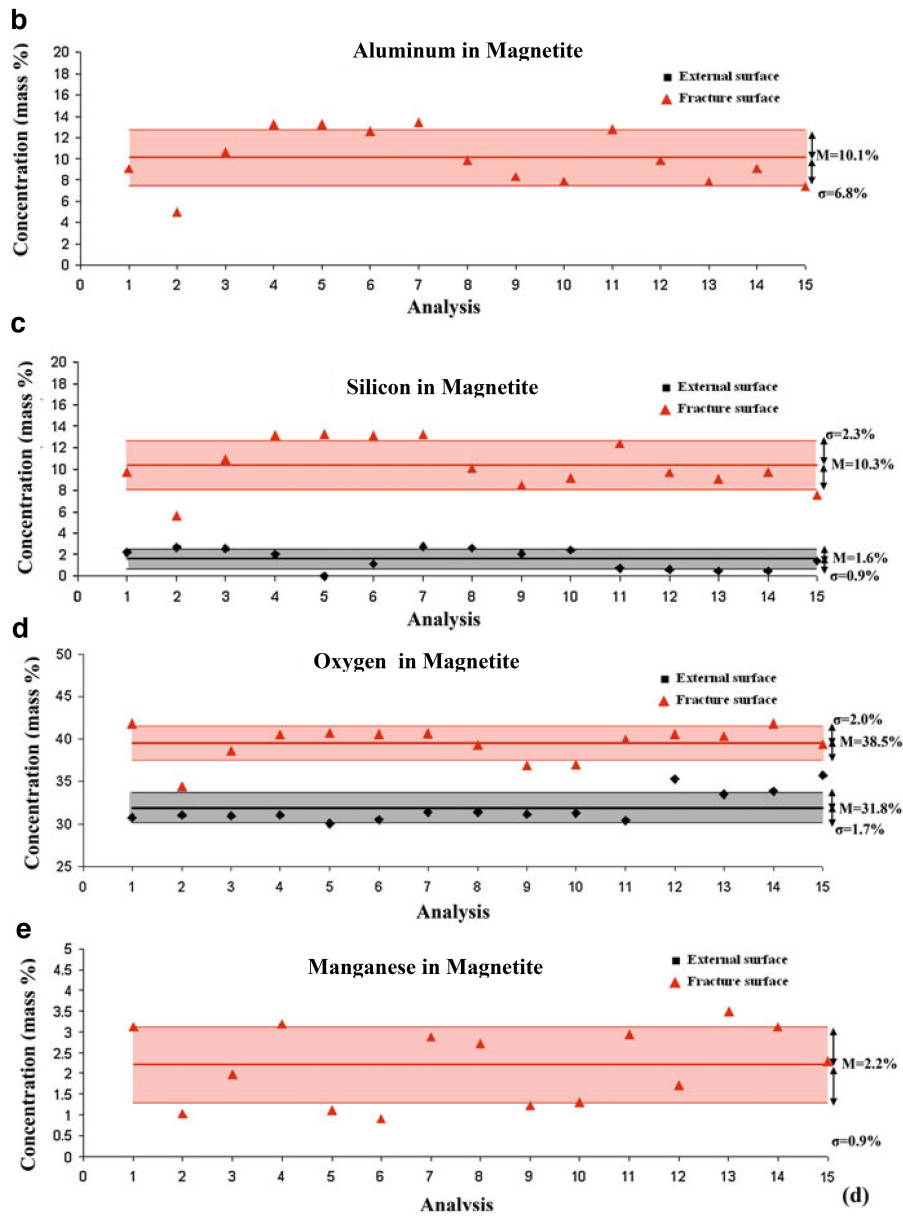 b
Aluminum in Magnetite
Concentration (mass %)
20
18
16
14
12
10
8
6
4
2
0
External surface
Fracture surface
M=10.1%
σ=6.8%
0 1 2 3 4 5 6 7 8 9 10 11 12 13 14 15
Analysis
c
Silicon in Magnetite
Concentration (mass %)
20
18
16
14
12
10
8
6
4
2
0
External surface
Fracture surface
σ=2.3%
M=10.3%
M=1.6%
σ=0.9%
0 1 2 3 4 5 6 7 8 9 10 11 12 13 14 15
Analysis
d
Oxygen in Magnetite
Concentration (mass %)
50
45
40
35
30
25
External surface
Fracture surface
σ=2.0%
M=38.5%
M=31.8%
σ=1.7%
0 1 2 3 4 5 6 7 8 9 10 11 12 13 14 15
Analysis
e
Manganese in Magnetite
Concentration (mass %)
5
4.5
4
3.5
3
2.5
2
1.5
1
0.5
0
External surface
Fracture surface
M=2.2%
σ=0.9%
0 1 2 3 4 5 6 7 8 9 10 11 12 13 14 15
Analysis
(d)